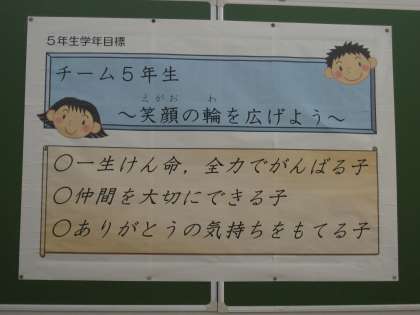 5年生学年目標
チーム5年生
えがお わ
～笑顔の輪を広げよう～
○一生けん命，全力でがんばる子
○仲間を大切にできる子
○ありがとうの気持ちをもてる子